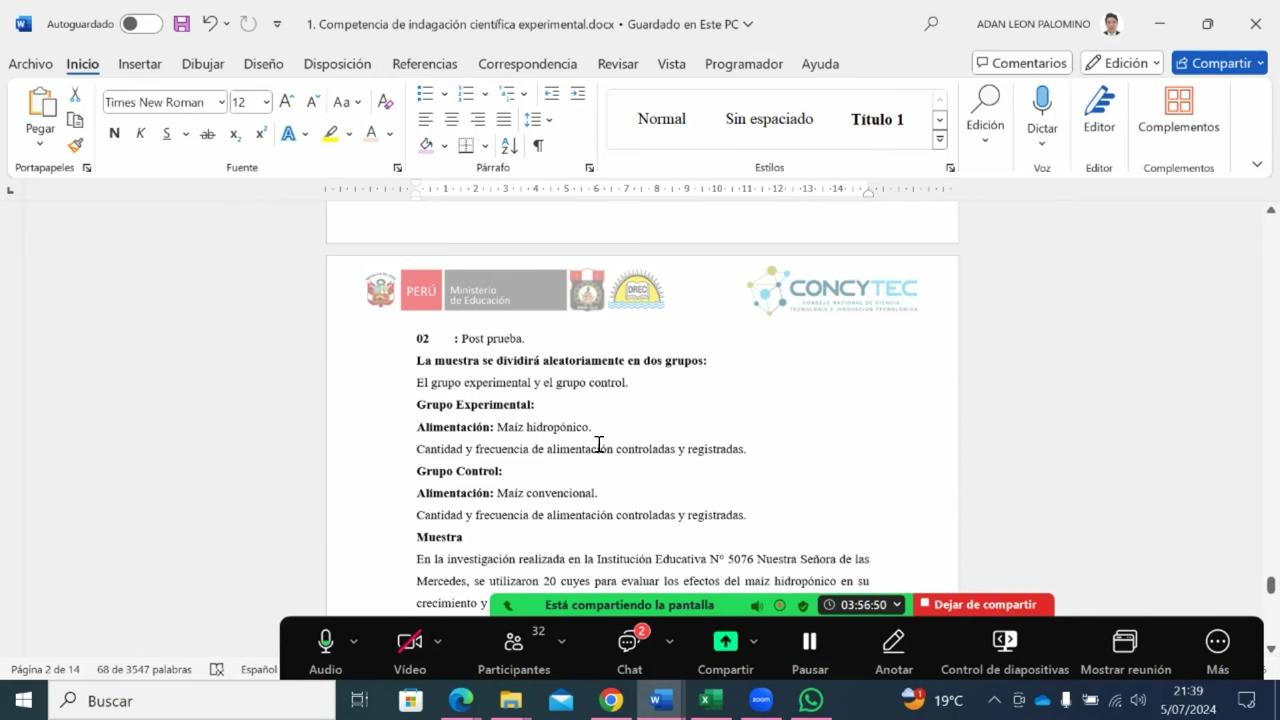 Autoguardado
1. Competencia de indagación científica experimental.docx • Guardado en Este PC
ADAN LEON PALOMINO
Archivo Inicio Insertar Dibujar Diseño Disposición Referencias Correspondencia Revisar Vista Programador Ayuda
Comentarios Edición Compartir
Pegar
Times New Roman 12
Normal Sin espaciado Título 1
Edición Dictar Editor Complementos
Portapapeles Fuente Párrafo Estilos Voz Editor Complementos
PERÚ Ministerio de Educación
DREC
CONCYTEC
CONSEJO NACIONAL DE CIENCIA,
TECNOLOGÍA E INNOVACIÓN TECNOLÓGICA
02 : Post prueba.
La muestra se dividirá aleatoriamente en dos grupos:
El grupo experimental y el grupo control.
Grupo Experimental:
Alimentación: Maíz hidropónico.
Cantidad y frecuencia de alimentación controladas y registradas.
Grupo Control:
Alimentación: Maíz convencional.
Cantidad y frecuencia de alimentación controladas y registradas.
Muestra
En la investigación realizada en la Institución Educativa N° 5076 Nuestra Señora de las
Mercedes, se utilizaron 20 cuyes para evaluar los efectos del maíz hidropónico en su
crecimiento y
Está compartiendo la pantalla 03:56:50 Dejar de compartir
32 2
Audio Vídeo Participantes Chat Compartir Pausar Anotar Control de diapositivas Mostrar reunión Más
Página 2 de 14 68 de 3547 palabras Español
Buscar
19°C
21:39
5/07/2024